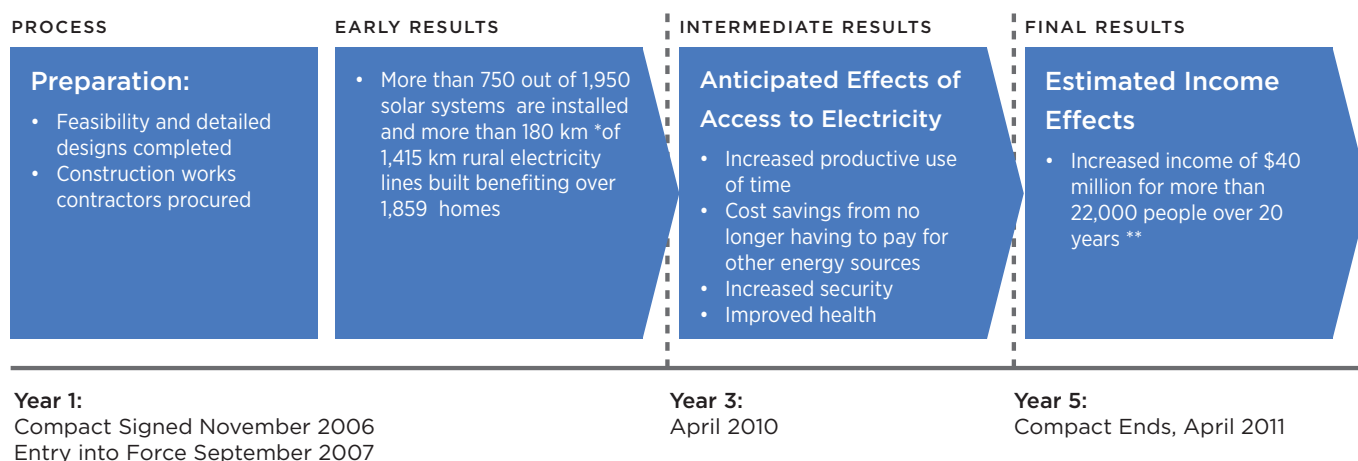 PROCESS
Preparation:
• Feasibility and detailed
designs completed
• Construction works
contractors procured
EARLY RESULTS
• More than 750 out of 1,950
solar systems are installed
and more than 180 km *of
1,415 km rural electricity
lines built benefiting over
1,859 homes
INTERMEDIATE RESULTS
Anticipated Effects of
Access to Electricity
• Increased productive use
of time
• Cost savings from no
longer having to pay for
other energy sources
• Increased security
• Improved health
FINAL RESULTS
Estimated Income
Effects
• Increased income of $40
million for more than
22,000 people over 20
years **
Year 1:
Compact Signed November 2006
Entry into Force September 2007
Year 3:
April 2010
Year 5:
Compact Ends, April 2011